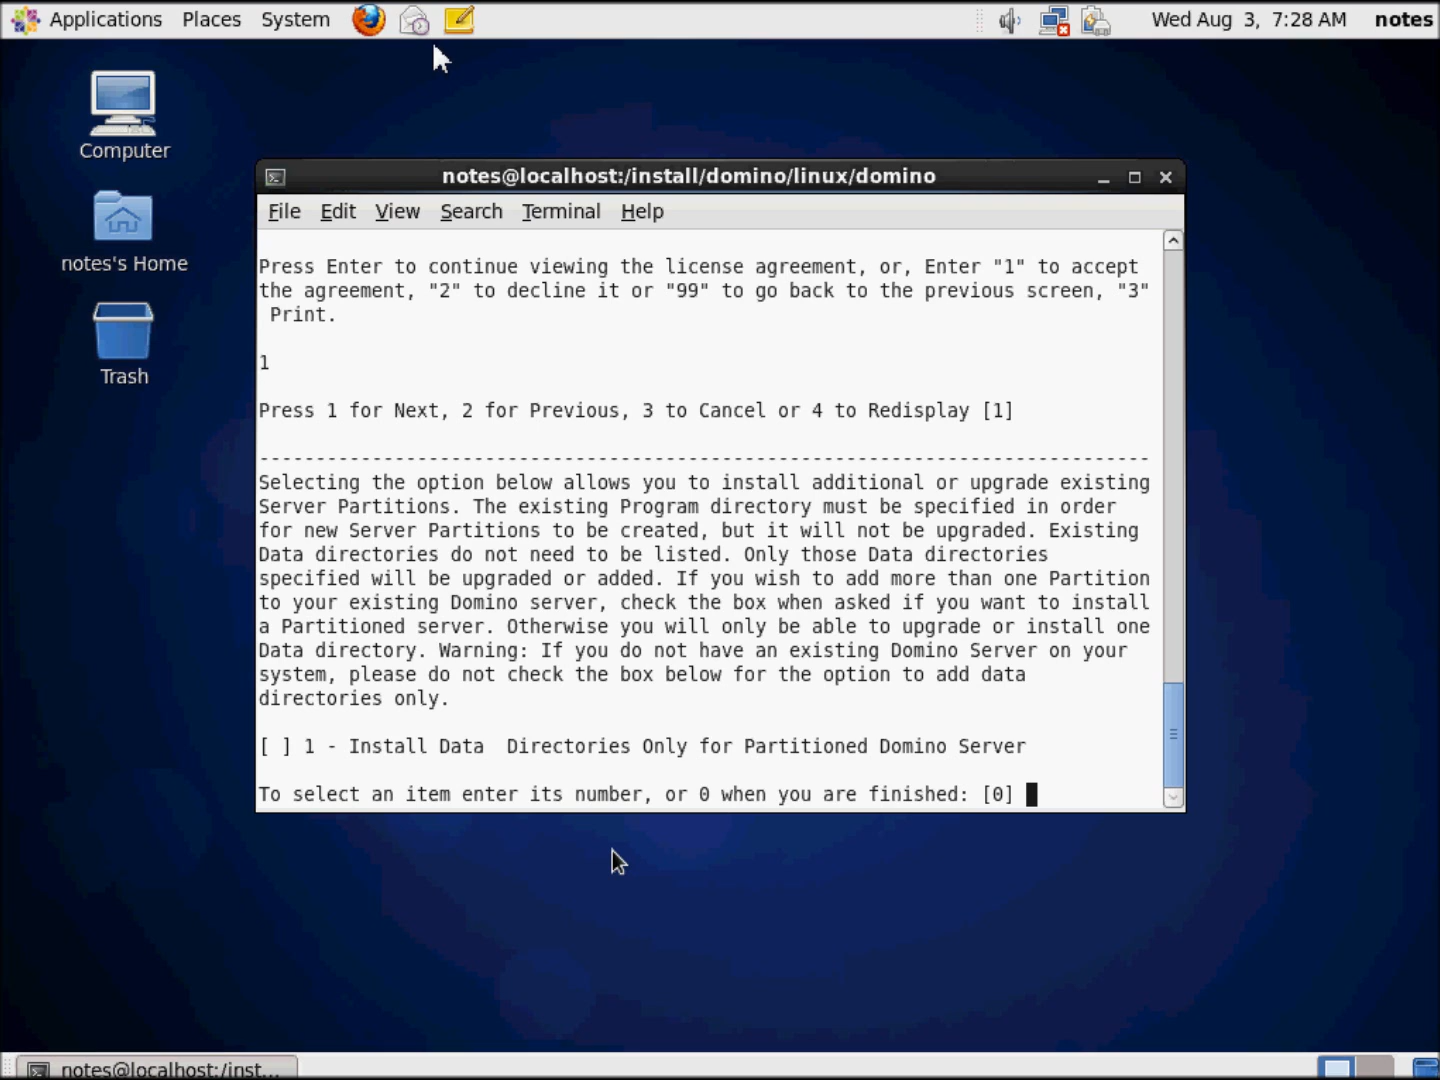 Applications Places System Wed Aug 3, 7:28 AM notes
Computer
notes's Home
Trash
notes@localhost:/install/domino/linux/domino
File Edit View Search Terminal Help
Press Enter to continue viewing the license agreement, or, Enter "1" to accept
the agreement, "2" to decline it or "99" to go back to the previous screen, "3"
 Print.
1
Press 1 for Next, 2 for Previous, 3 to Cancel or 4 to Redisplay [1]
-------------------------------------------------------------------------------
Selecting the option below allows you to install additional or upgrade existing
Server Partitions. The existing Program directory must be specified in order
for new Server Partitions to be created, but it will not be upgraded. Existing
Data directories do not need to be listed. Only those Data directories
specified will be upgraded or added. If you wish to add more than one Partition
to your existing Domino server, check the box when asked if you want to install
a Partitioned server. Otherwise you will only be able to upgrade or install one
Data directory. Warning: If you do not have an existing Domino Server on your
system, please do not check the box below for the option to add data
directories only.
[ ] 1 - Install Data  Directories Only for Partitioned Domino Server
To select an item enter its number, or 0 when you are finished: [0]
notes@localhost:/inst...